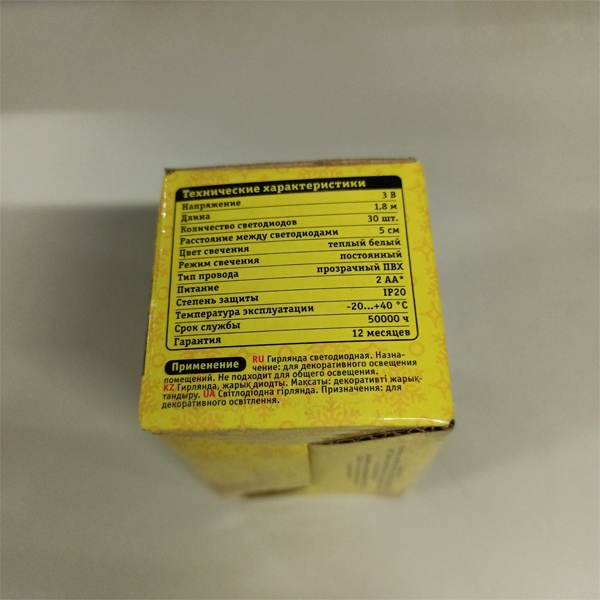 Технические характеристики
Напряжение 3 В
Длина 1,8 м
Количество светодиодов 30 шт.
Расстояние между светодиодами 5 см
Цвет свечения теплый белый
Режим свечения постоянный
Тип провода прозрачный ПВХ
Питание 2 АА*
Степень защиты IP20
Температура эксплуатации -20...+40 °C
Срок службы 50000 ч
Гарантия 12 месяцев
Применение RU Гирлянда светодиодная. Назна-
чение: для декоративного освещения
помещений. Не подходит для общего освещения.
KZ Гирлянда, жарық диодты. Мақсаты: декоративті жарық-
тандыру. UA Світлодіодна гірлянда. Призначення: для
декоративного освітлення.